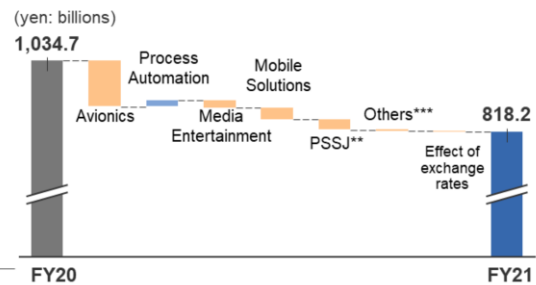 (yen: billions)
1,034.7
Process
Automation
Mobile
Solutions
Avionics
Media
Entertainment
PSSJ**
Others***
Effect of
exchange
rates
818.2
FY20
FY21